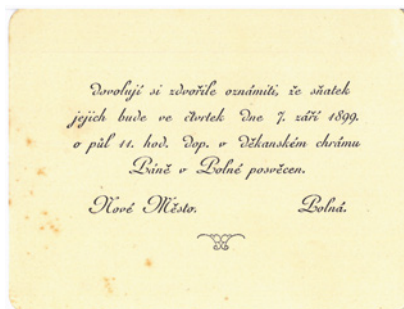 dovolují si zdvořile oznámiti, že sňatek
jejich bude ve čtvrtek dne 7. září 1899.
o půl 11. hod. dop. v děkanském chrámu
Páně v Polné posvěcen.
Nové Město. Polná.